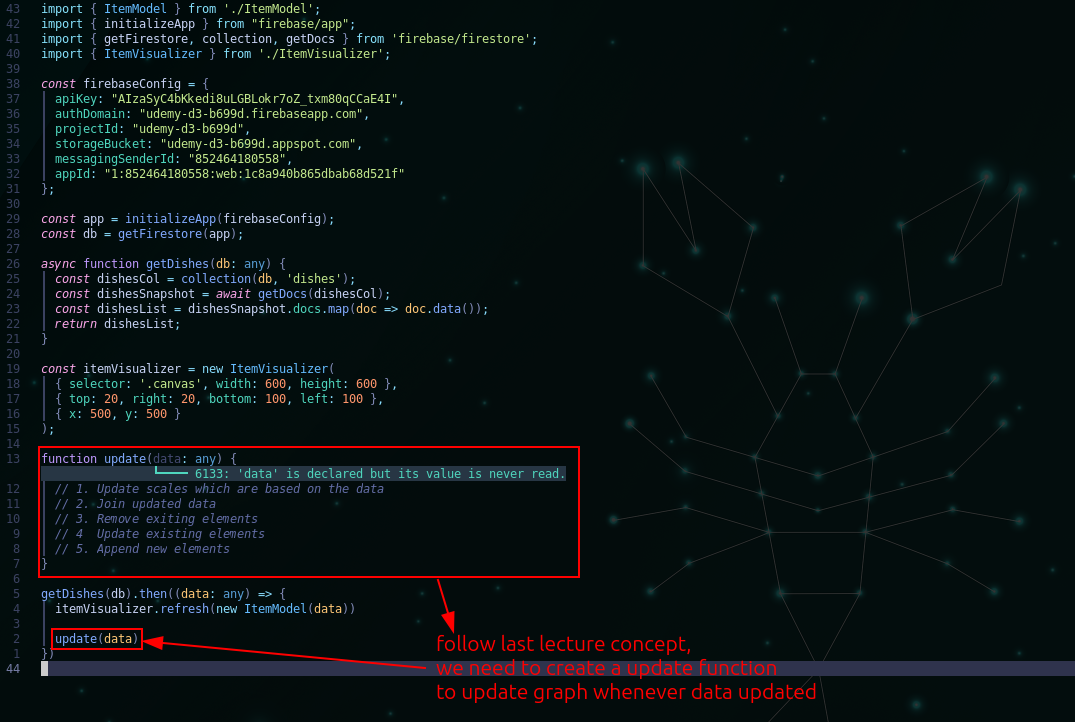 43 import { ItemModel } from './ItemModel';
42 import { initializeApp } from "firebase/app";
41 import { getFirestore, collection, getDocs } from 'firebase/firestore';
40 import { ItemVisualizer } from './ItemVisualizer';
39
38 const firebaseConfig = {
37 apiKey: "AIzaSyC4bKkedi8uLGBLokr7oZ_txm80qCCaE4I",
36 authDomain: "udemy-d3-b699d.firebaseapp.com",
35 projectId: "udemy-d3-b699d",
34 storageBucket: "udemy-d3-b699d.appspot.com",
33 messagingSenderId: "852464180558",
32 appId: "1:852464180558:web:1c8a940b865dbab68d521f"
31 };
30
29 const app = initializeApp(firebaseConfig);
28 const db = getFirestore(app);
27
26 async function getDishes(db: any) {
25 const dishesCol = collection(db, 'dishes');
24 const dishesSnapshot = await getDocs(dishesCol);
23 const dishesList = dishesSnapshot.docs.map(doc => doc.data());
22 return dishesList;
21 }
20
19 const itemVisualizer = new ItemVisualizer(
18 { selector: '.canvas', width: 600, height: 600 },
17 { top: 20, right: 20, bottom: 100, left: 100 },
16 { x: 500, y: 500 }
15 );
14
13 function update(data: any) {
6133: 'data' is declared but its value is never read.
12 // 1. Update scales which are based on the data
11 // 2. Join updated data
10 // 3. Remove exiting elements
9 // 4  Update existing elements
8 // 5. Append new elements
7 }
6
5 getDishes(db).then((data: any) => {
4 itemVisualizer.refresh(new ItemModel(data))
3
2 update(data)
1 })
44
follow last lecture concept,
we need to create a update function
to update graph whenever data updated